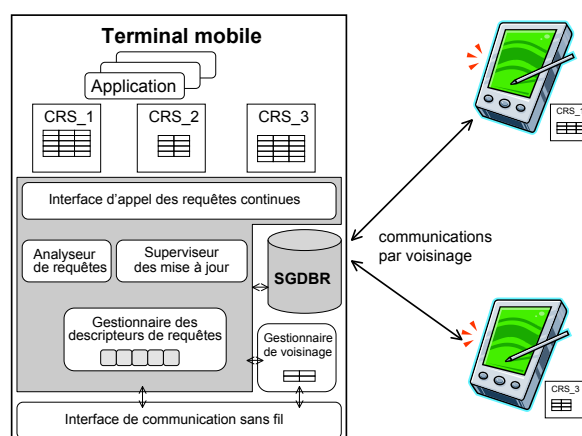 Terminal mobile
Application
CRS_1
CRS_2
CRS_3
Interface d'appel des requêtes continues
Analyseur
de requêtes
Superviseur
des mise à jour
SGDBR
Gestionnaire des
descripteurs de requêtes
Gestionnaire
de voisinage
Interface de communication sans fil
communications
par voisinage
CRS_1
CRS_3